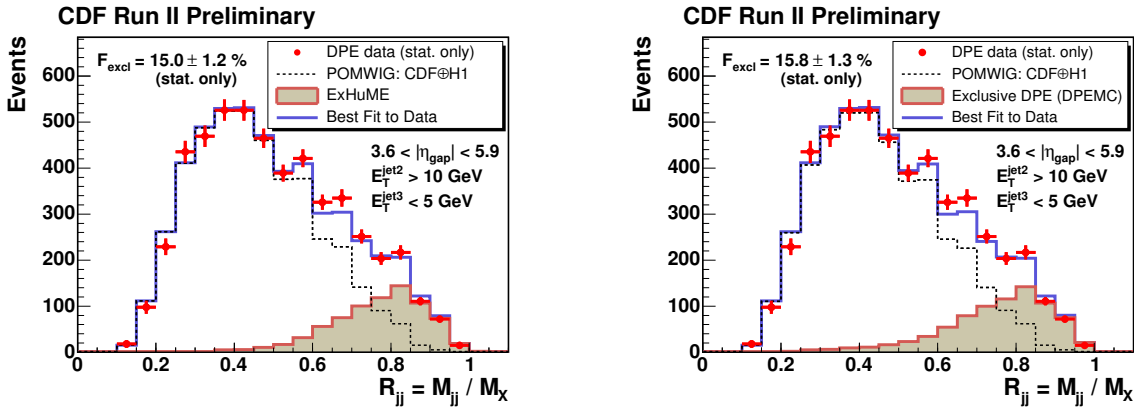 CDF Run II Preliminary
Events
F_excl = 15.0 ± 1.2 %
(stat. only)
DPE data (stat. only)
POMWIG: CDF⊕H1
ExHuME
Best Fit to Data
3.6 < |η_gap| < 5.9
E_T^jet2 > 10 GeV
E_T^jet3 < 5 GeV
600
500
400
300
200
100
0
0 0.2 0.4 0.6 0.8 1
R_jj = M_jj / M_X
CDF Run II Preliminary
Events
F_excl = 15.8 ± 1.3 %
(stat. only)
DPE data (stat. only)
POMWIG: CDF⊕H1
Exclusive DPE (DPEMC)
Best Fit to Data
3.6 < |η_gap| < 5.9
E_T^jet2 > 10 GeV
E_T^jet3 < 5 GeV
600
500
400
300
200
100
0
0 0.2 0.4 0.6 0.8 1
R_jj = M_jj / M_X